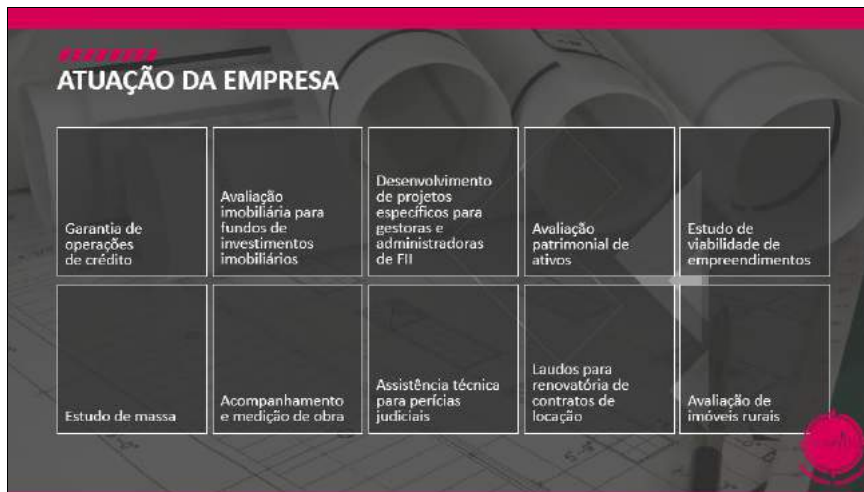 ATUAÇÃO DA EMPRESA
Garantia de
operações
de crédito
Avaliação
imobiliária para
fundos de
investimentos
imobiliários
Desenvolvimento
de projetos
específicos para
gestoras e
administradoras
de FII
Avaliação
patrimonial de
ativos
Estudo de
viabilidade de
empreendimentos
Estudo de massa
Acompanhamento
e medição de obra
Assistência técnica
para perícias
judiciais
Laudos para
renovatória de
contratos de
locação
Avaliação de
imóveis rurais